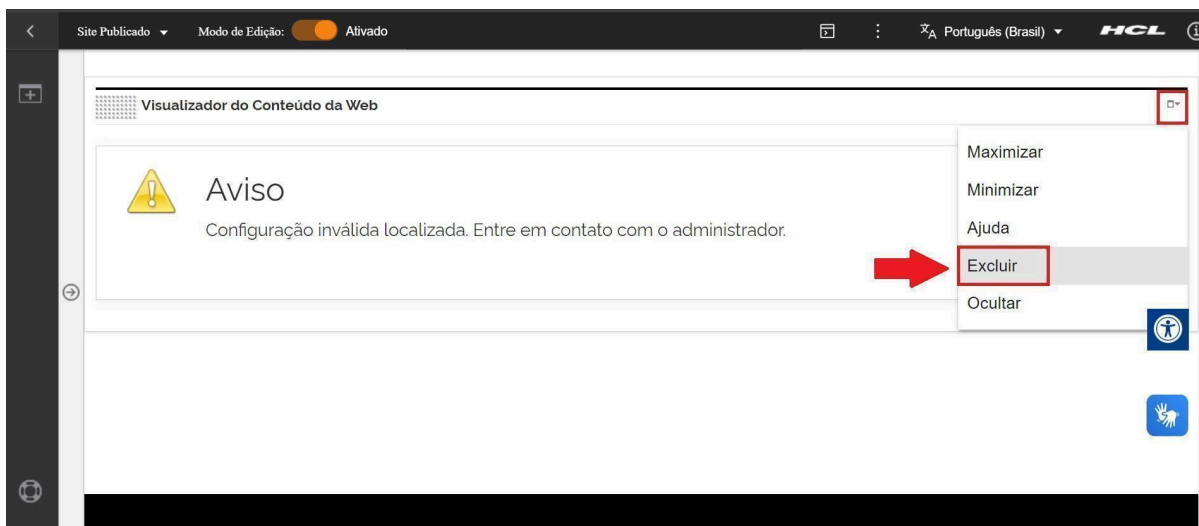 Site Publicado Modo de Edição: Ativado Português (Brasil) HCL
Visualizador do Conteúdo da Web
Maximizar
Aviso
Minimizar
Configuração inválida localizada. Entre em contato com o administrador.
Ajuda
Excluir
Ocultar